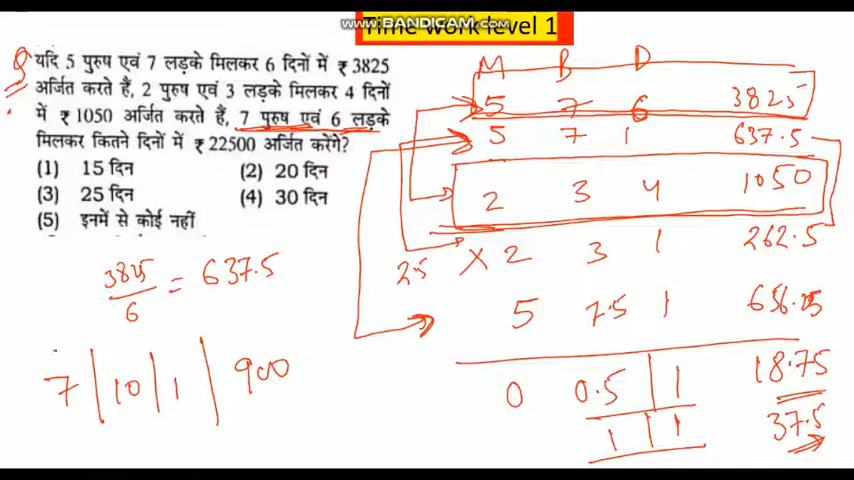 WWW.BANDICAM.COM
Time work level 1
Q यदि 5 पुरुष एवं 7 लड़के मिलकर 6 दिनों में ₹ 3825
अर्जित करते हैं, 2 पुरुष एवं 3 लड़के मिलकर 4 दिनों
में ₹ 1050 अर्जित करते हैं, 7 पुरुष एवं 6 लड़के
मिलकर कितने दिनों में ₹ 22500 अर्जित करेंगे?
(1) 15 दिन (2) 20 दिन
(3) 25 दिन (4) 30 दिन
(5) इनमें से कोई नहीं
3825/6 = 637.5
7 | 10 | 1 | 900
M B D
5 7 6 3825
5 7 1 637.5
2 3 4 1050
2.5 X 2 3 1 262.5
5 7.5 1 656.25
0 0.5 | 1 18.75
1 | 1 37.5